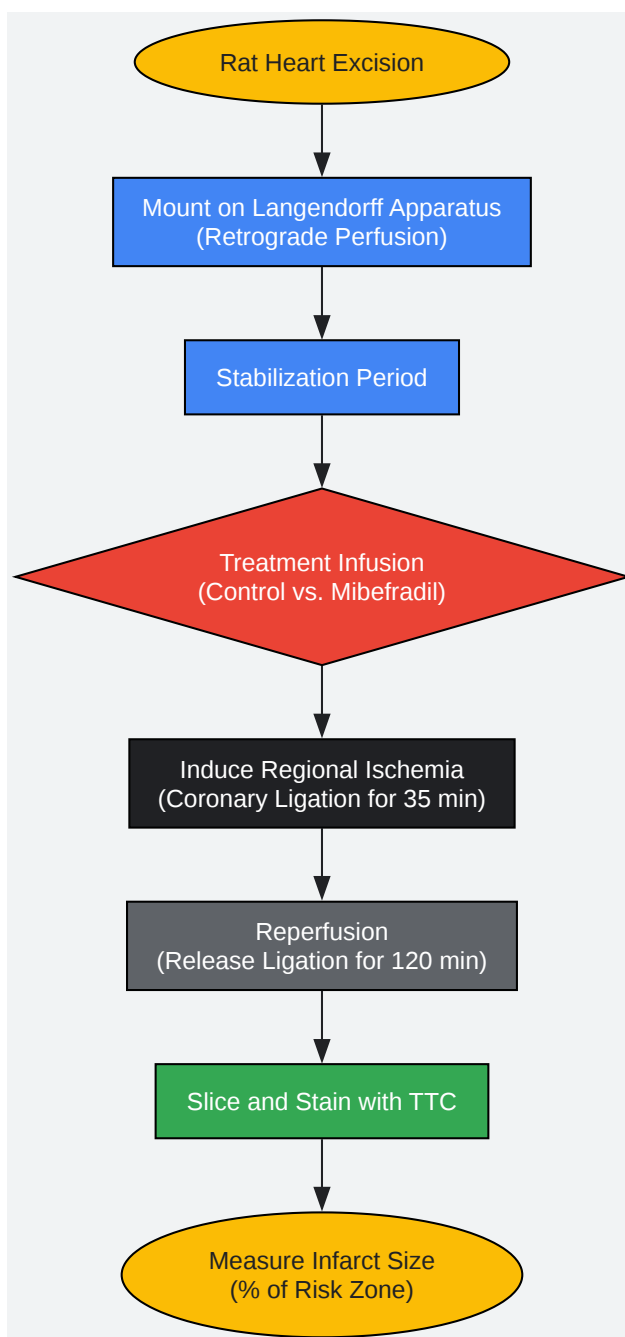 Rat Heart Excision
Mount on Langendorff Apparatus
(Retrograde Perfusion)
Stabilization Period
Treatment Infusion
(Control vs. Mibefradil)
Induce Regional Ischemia
(Coronary Ligation for 35 min)
Reperfusion
(Release Ligation for 120 min)
Slice and Stain with TTC
Measure Infarct Size
(% of Risk Zone)